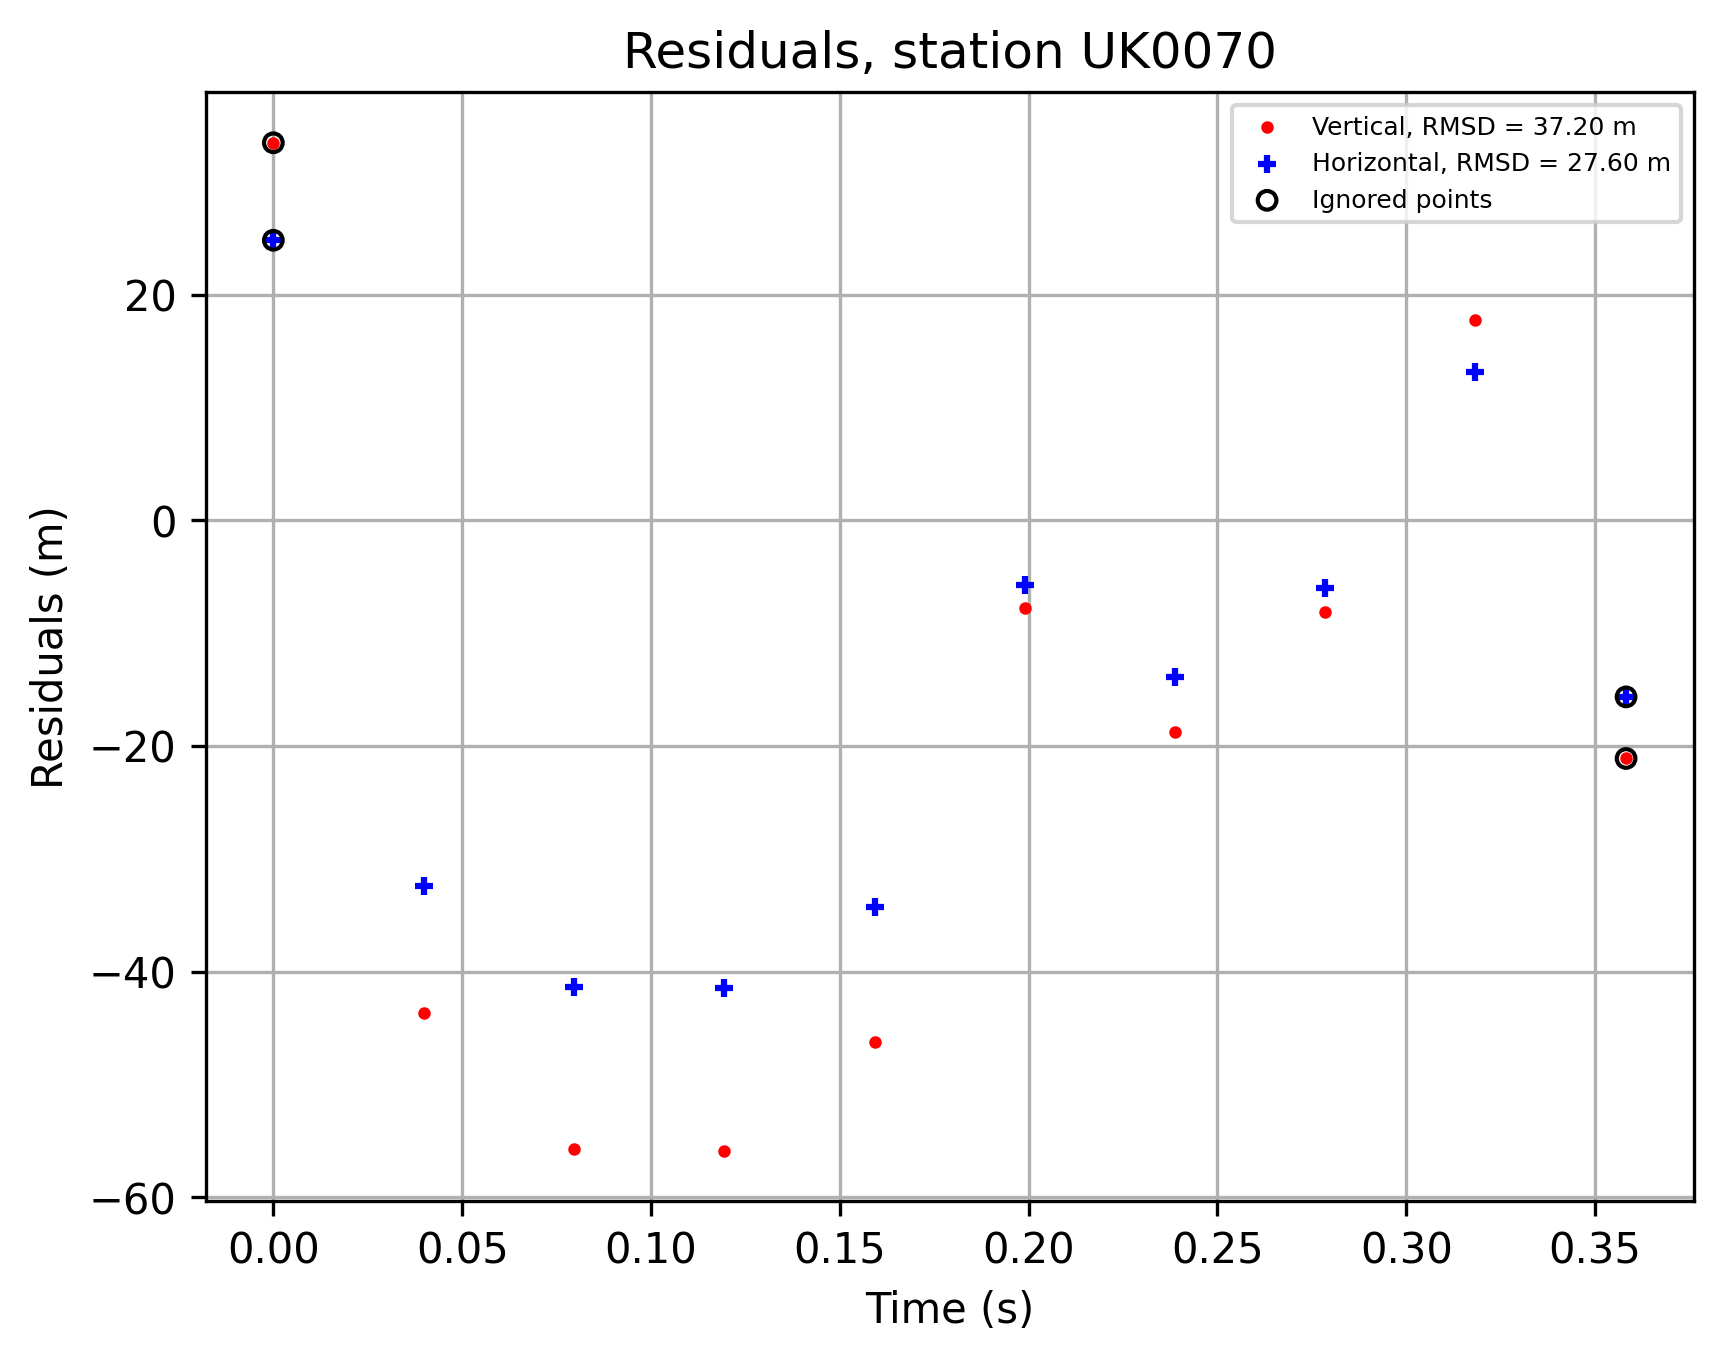 Residuals, station UK0070
Vertical, RMSD = 37.20 m
Horizontal, RMSD = 27.60 m
Ignored points
Residuals (m)
20
0
−20
−40
−60
0.00 0.05 0.10 0.15 0.20 0.25 0.30 0.35
Time (s)